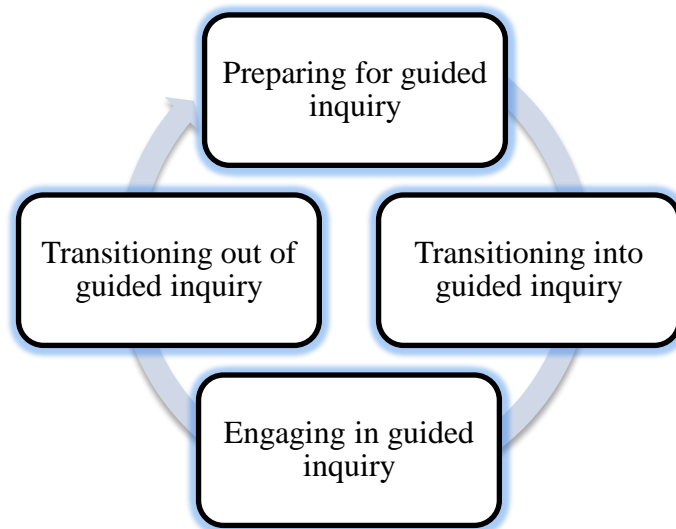 Preparing for guided
inquiry
Transitioning into
guided inquiry
Engaging in guided
inquiry
Transitioning out of
guided inquiry